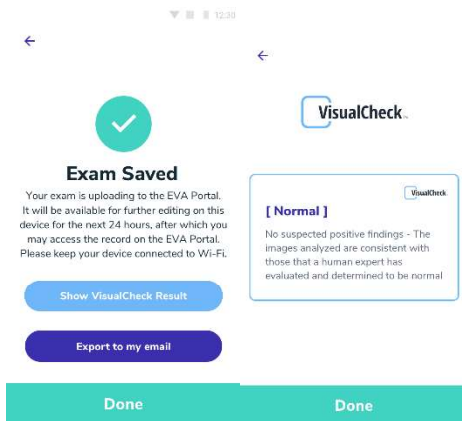 12:30
Exam Saved
Your exam is uploading to the EVA Portal.
It will be available for further editing on this
device for the next 24 hours, after which you
may access the record on the EVA Portal.
Please keep your device connected to Wi-Fi.
Show VisualCheck Result
Export to my email
Done
VisualCheck
VisualCheck
[ Normal ]
No suspected positive findings - The
images analyzed are consistent with
those that a human expert has
evaluated and determined to be normal
Done